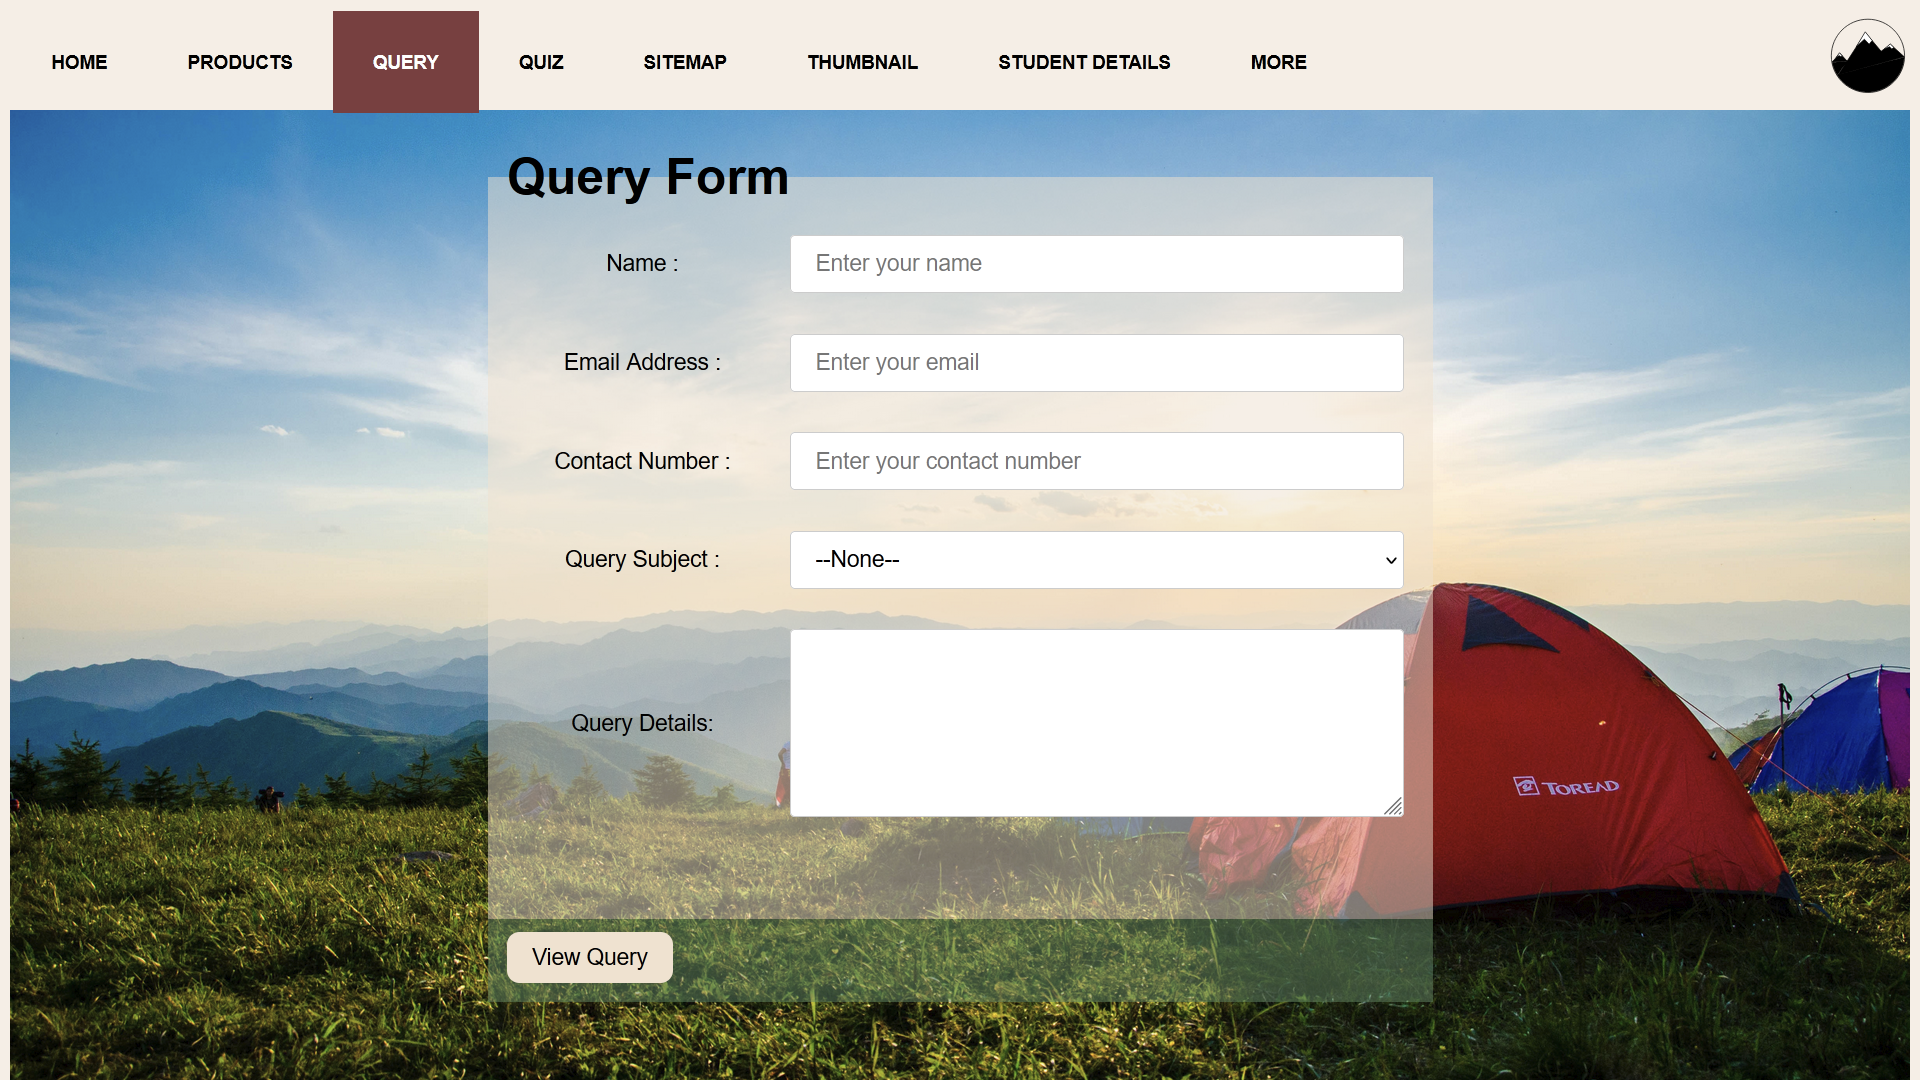 HOME PRODUCTS QUERY QUIZ SITEMAP THUMBNAIL STUDENT DETAILS MORE
Query Form
Name : Enter your name
Email Address : Enter your email
Contact Number : Enter your contact number
Query Subject : --None--
Query Details:
TOREAD
View Query